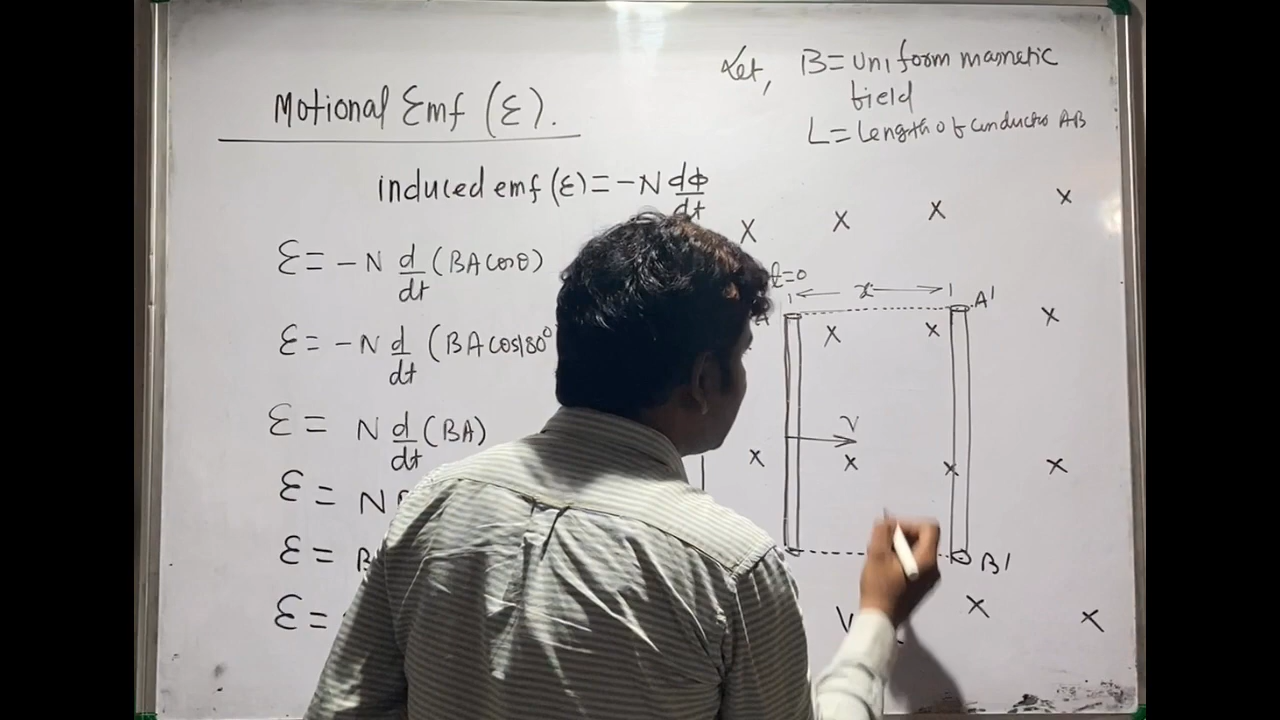 Motional Emf (ε).
Let, B = uniform magnetic
field
L = Length of conductor AB
induced emf (ε) = -N dΦ/dt
ε = -N d/dt (BA cosθ)
ε = -N d/dt (BA cos180°
ε = N d/dt (BA)
ε = N
ε = B
ε =
t=0
x
A A'
v
B'
x x x x
x x x
x x x x
x x